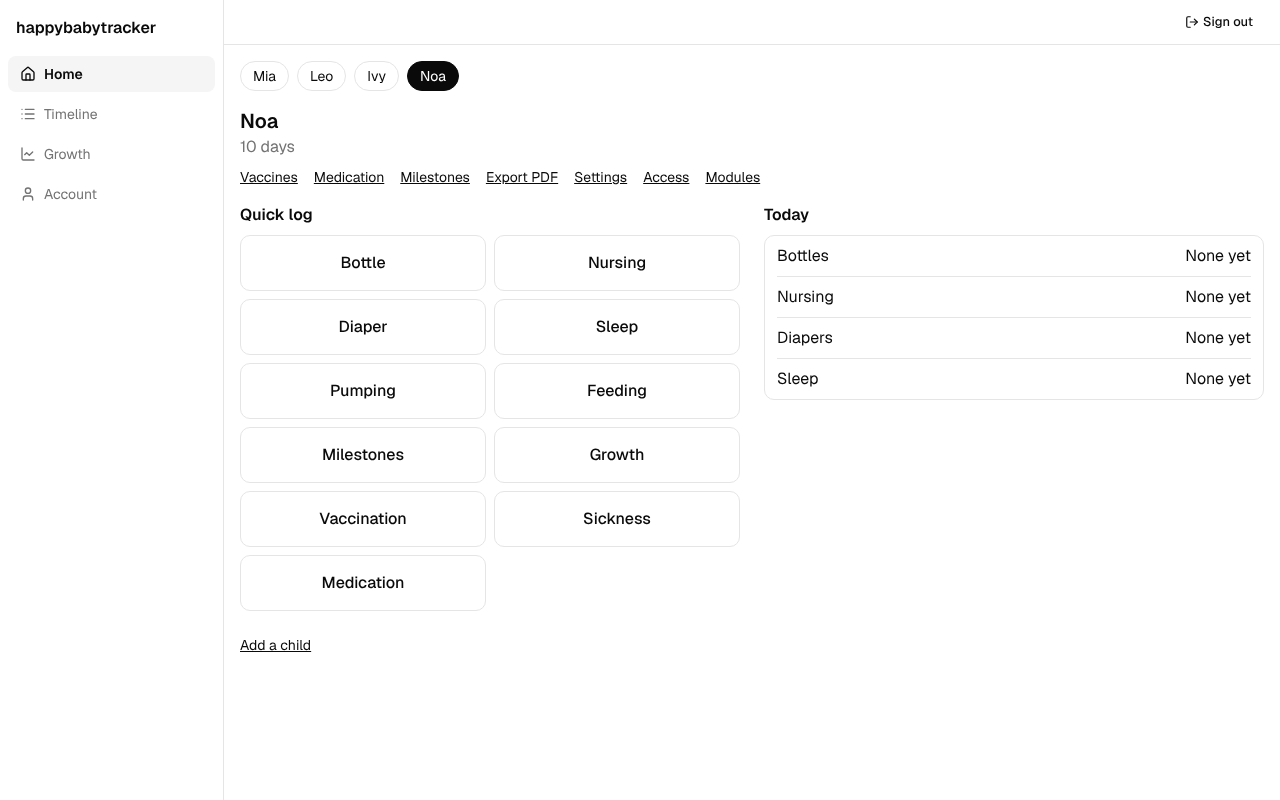 happybabytracker
Sign out
Home
Timeline
Growth
Account
Mia Leo Ivy Noa
Noa
10 days
Vaccines Medication Milestones Export PDF Settings Access Modules
Quick log
Bottle Nursing
Diaper Sleep
Pumping Feeding
Milestones Growth
Vaccination Sickness
Medication
Add a child
Today
Bottles None yet
Nursing None yet
Diapers None yet
Sleep None yet